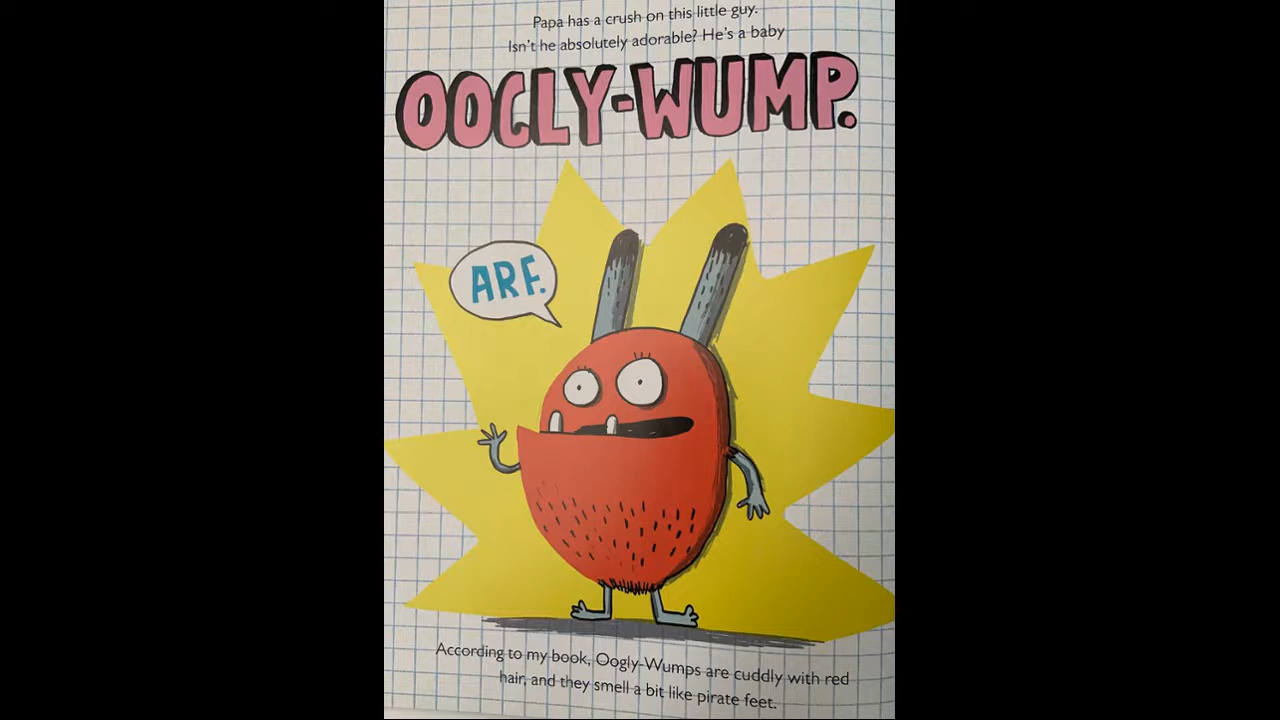 Papa has a crush on this little guy.
Isn't he absolutely adorable? He's a baby
OOGLY-WUMP.
ARF.
According to my book, Oogly-Wumps are cuddly with red
hair, and they smell a bit like pirate feet.